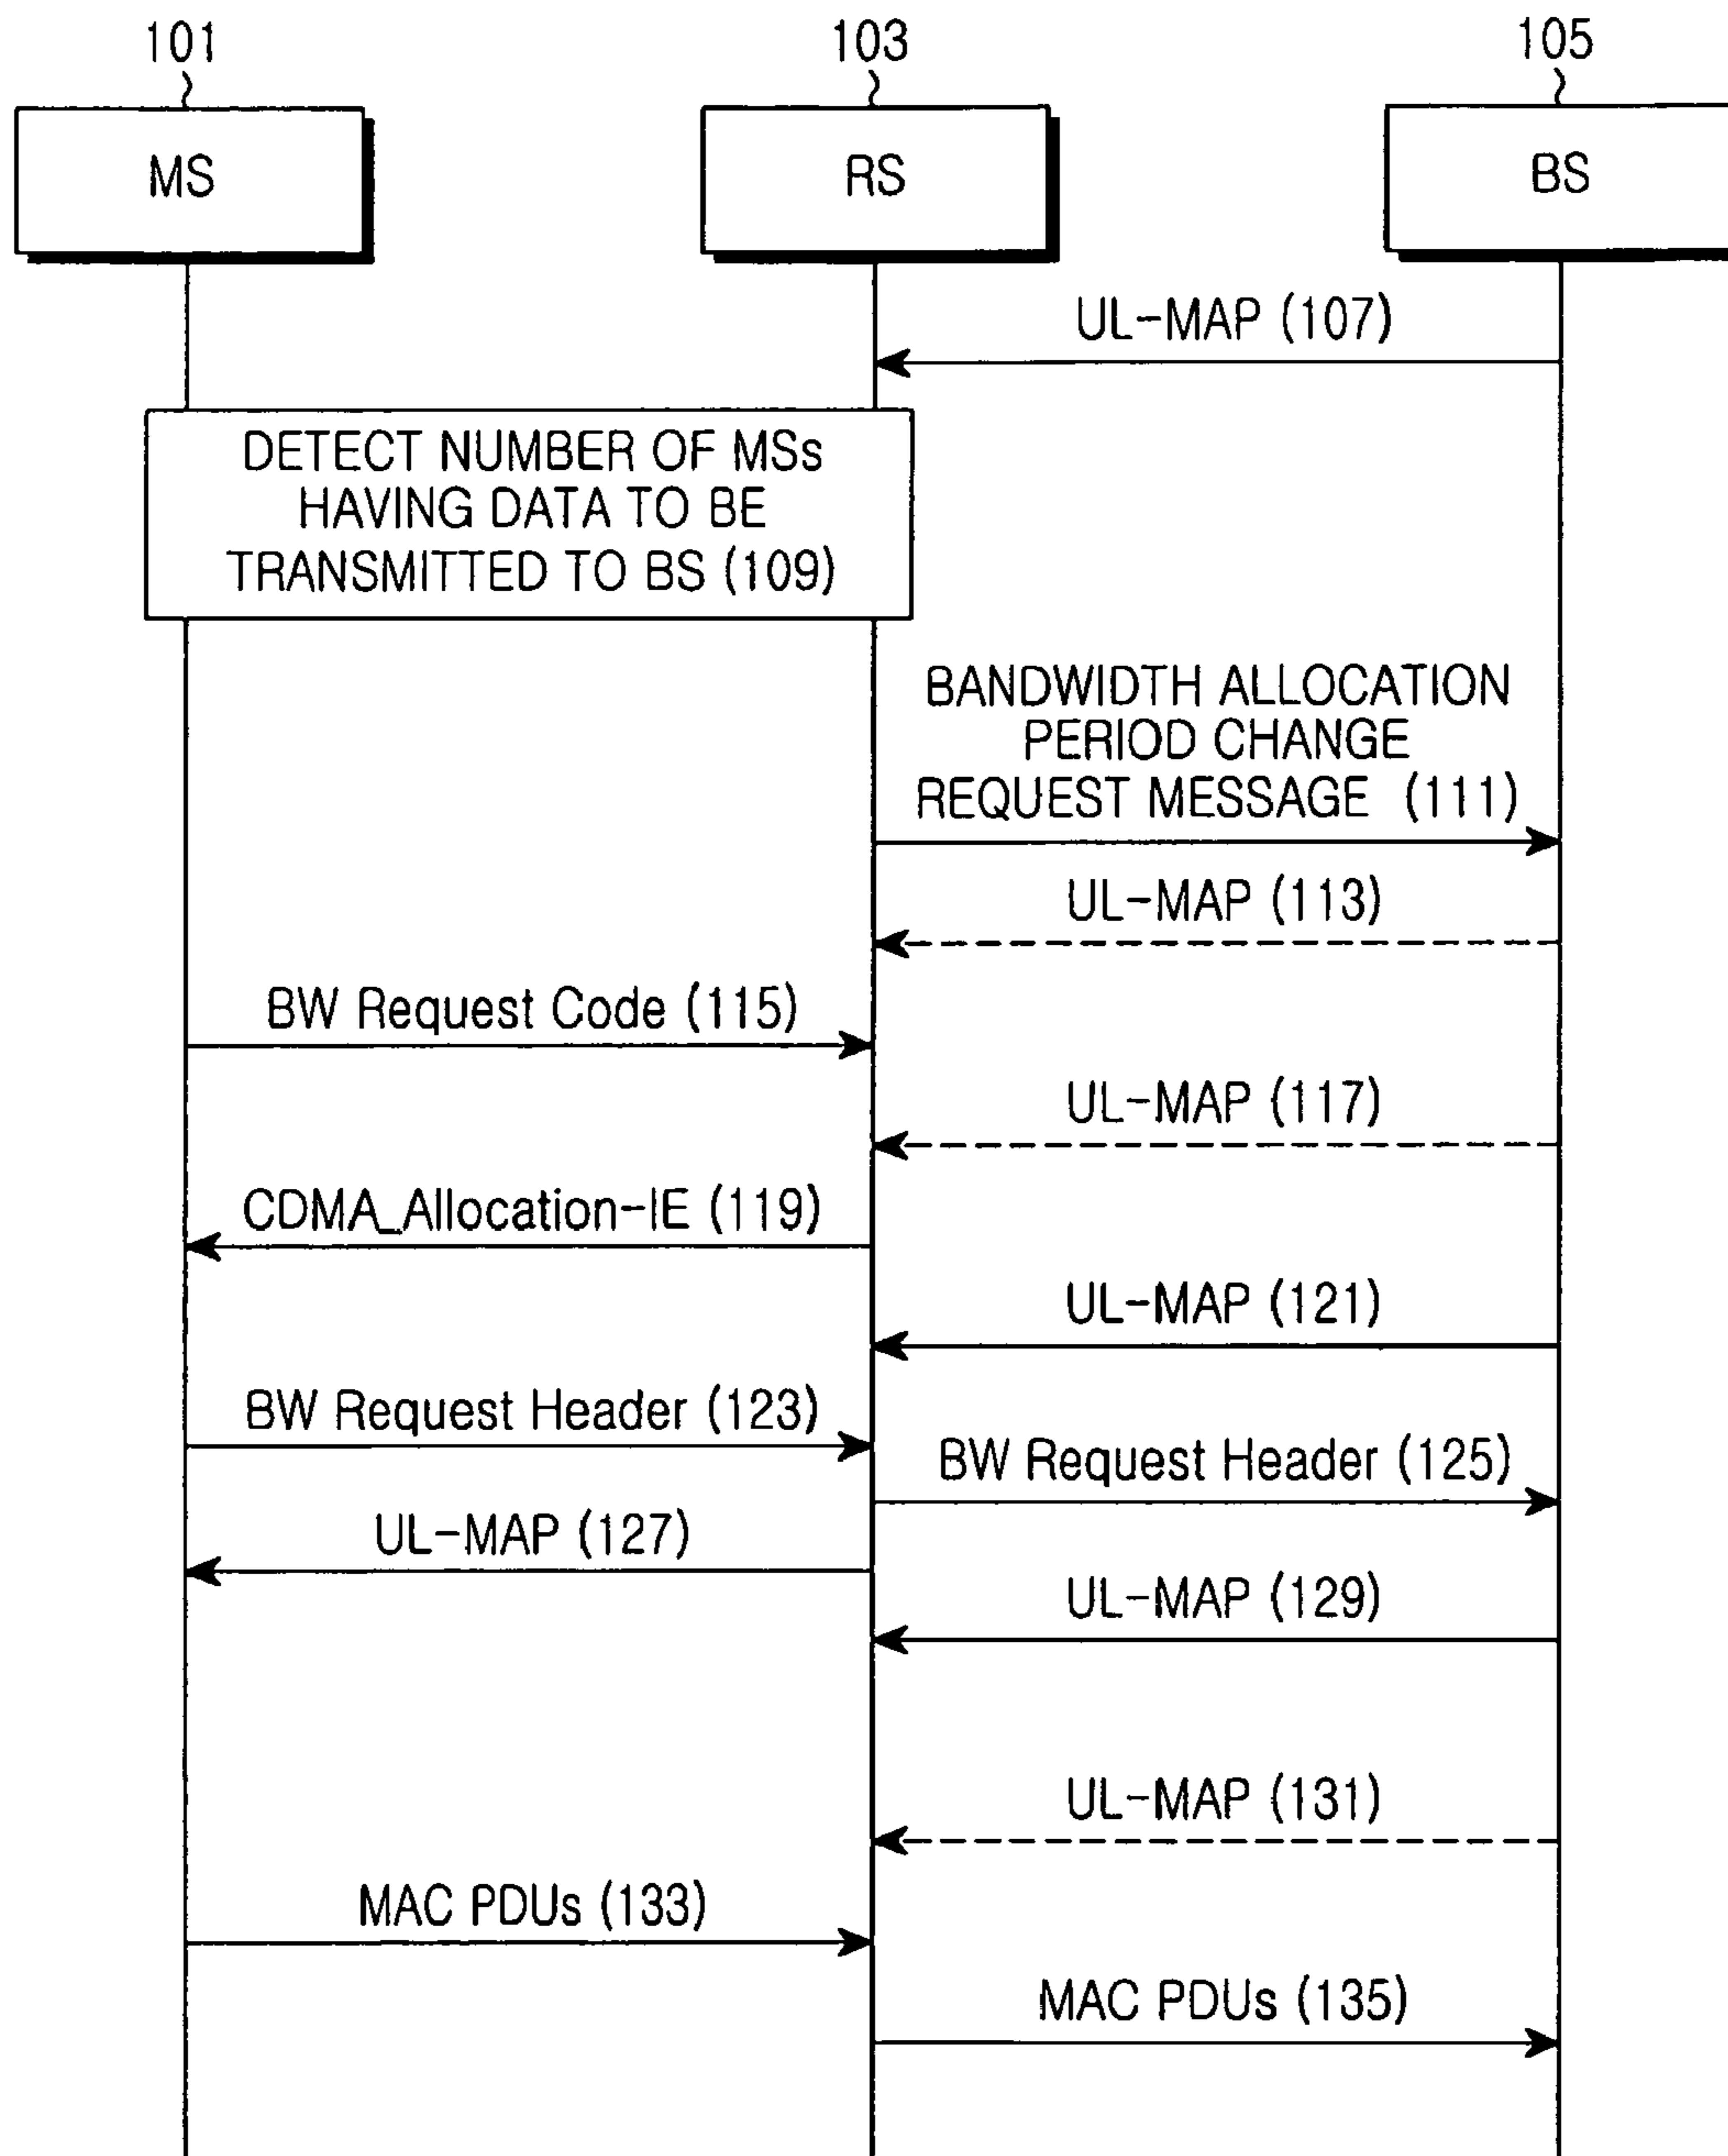 101
103
105
MS
RS
BS
UL-MAP (107)
DETECT NUMBER OF MSs
HAVING DATA TO BE
TRANSMITTED TO BS (109)
BANDWIDTH ALLOCATION
PERIOD CHANGE
REQUEST MESSAGE (111)
UL-MAP (113)
BW Request Code (115)
UL-MAP (117)
CDMA_Allocation-IE (119)
UL-MAP (121)
BW Request Header (123)
BW Request Header (125)
UL-MAP (127)
UL-MAP (129)
UL-MAP (131)
MAC PDUs (133)
MAC PDUs (135)